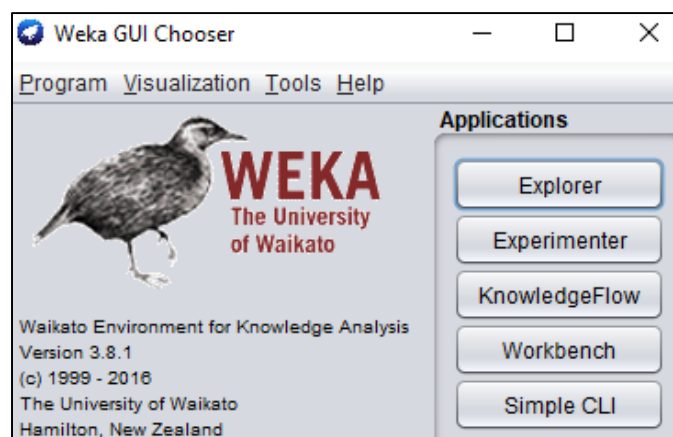 Weka GUI Chooser
Program Visualization Tools Help
Applications
WEKA
The University
of Waikato
Explorer
Experimenter
KnowledgeFlow
Workbench
Simple CLI
Waikato Environment for Knowledge Analysis
Version 3.8.1
(c) 1999 - 2016
The University of Waikato
Hamilton, New Zealand